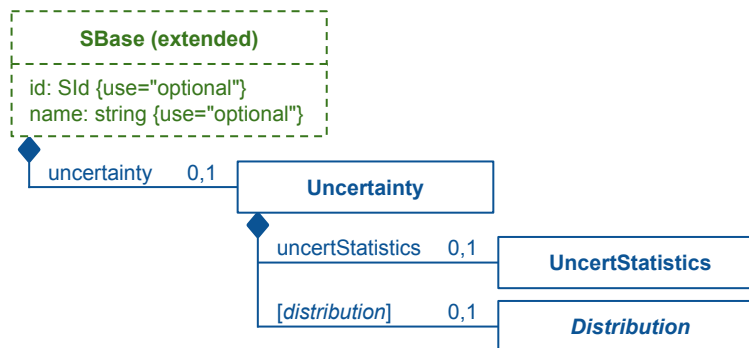 SBase (extended)
id: SId {use="optional"}
name: string {use="optional"}
uncertainty 0,1
Uncertainty
uncertStatistics 0,1
UncertStatistics
[distribution] 0,1
Distribution